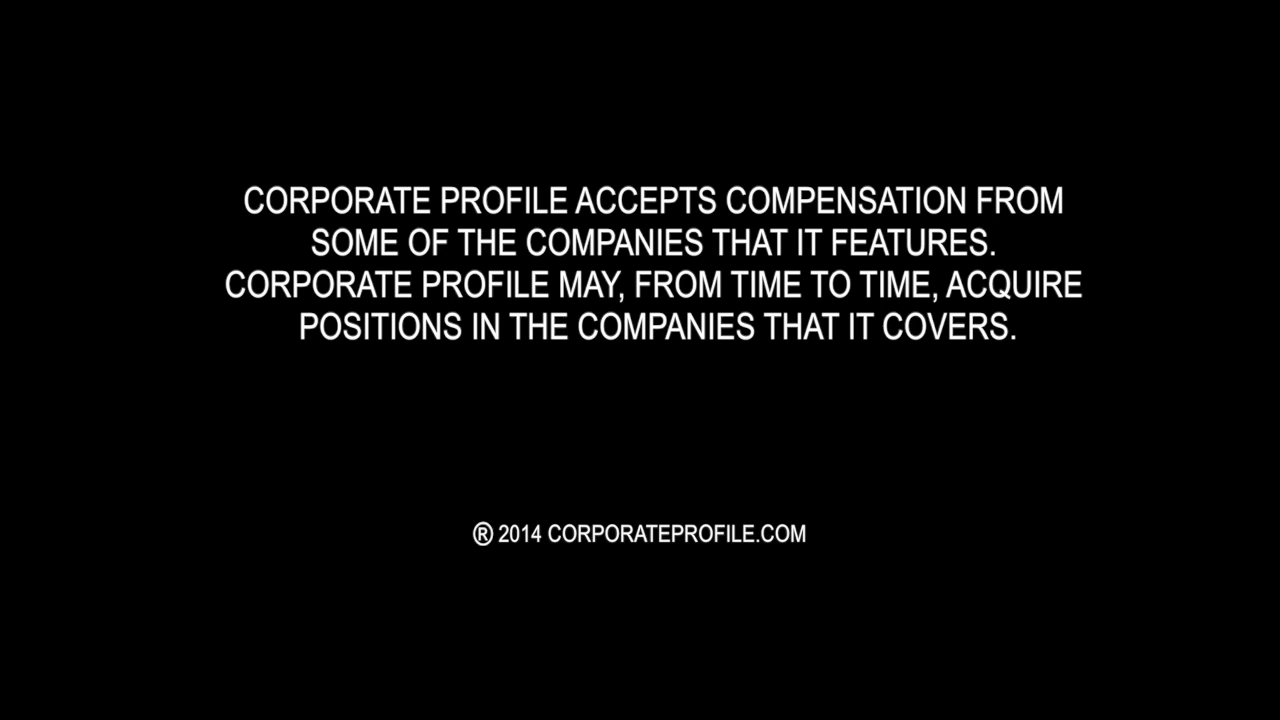 CORPORATE PROFILE ACCEPTS COMPENSATION FROM
SOME OF THE COMPANIES THAT IT FEATURES.
CORPORATE PROFILE MAY, FROM TIME TO TIME, ACQUIRE
POSITIONS IN THE COMPANIES THAT IT COVERS.
® 2014 CORPORATEPROFILE.COM